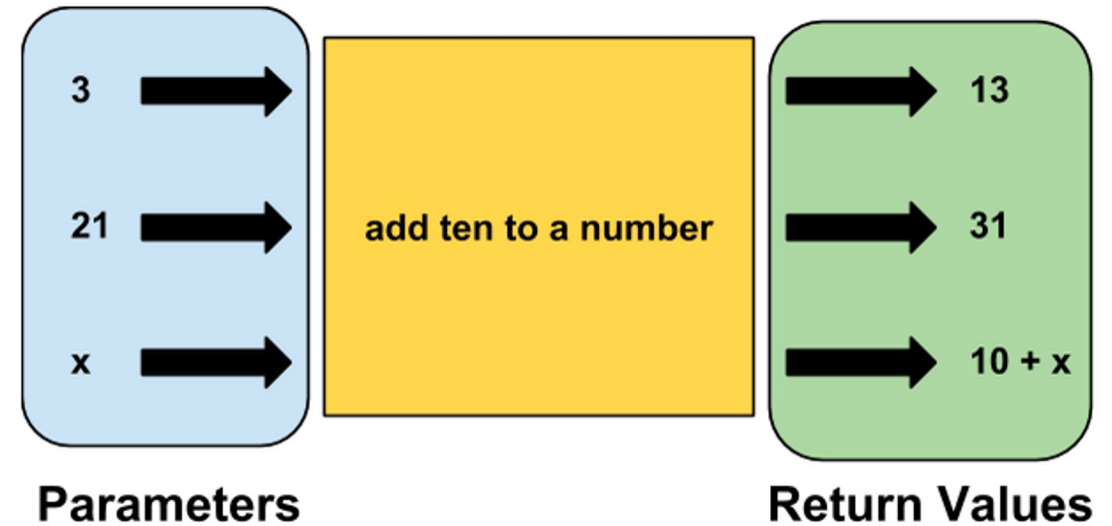 3
13
21
add ten to a number
31
x
10 + x
Parameters
Return Values